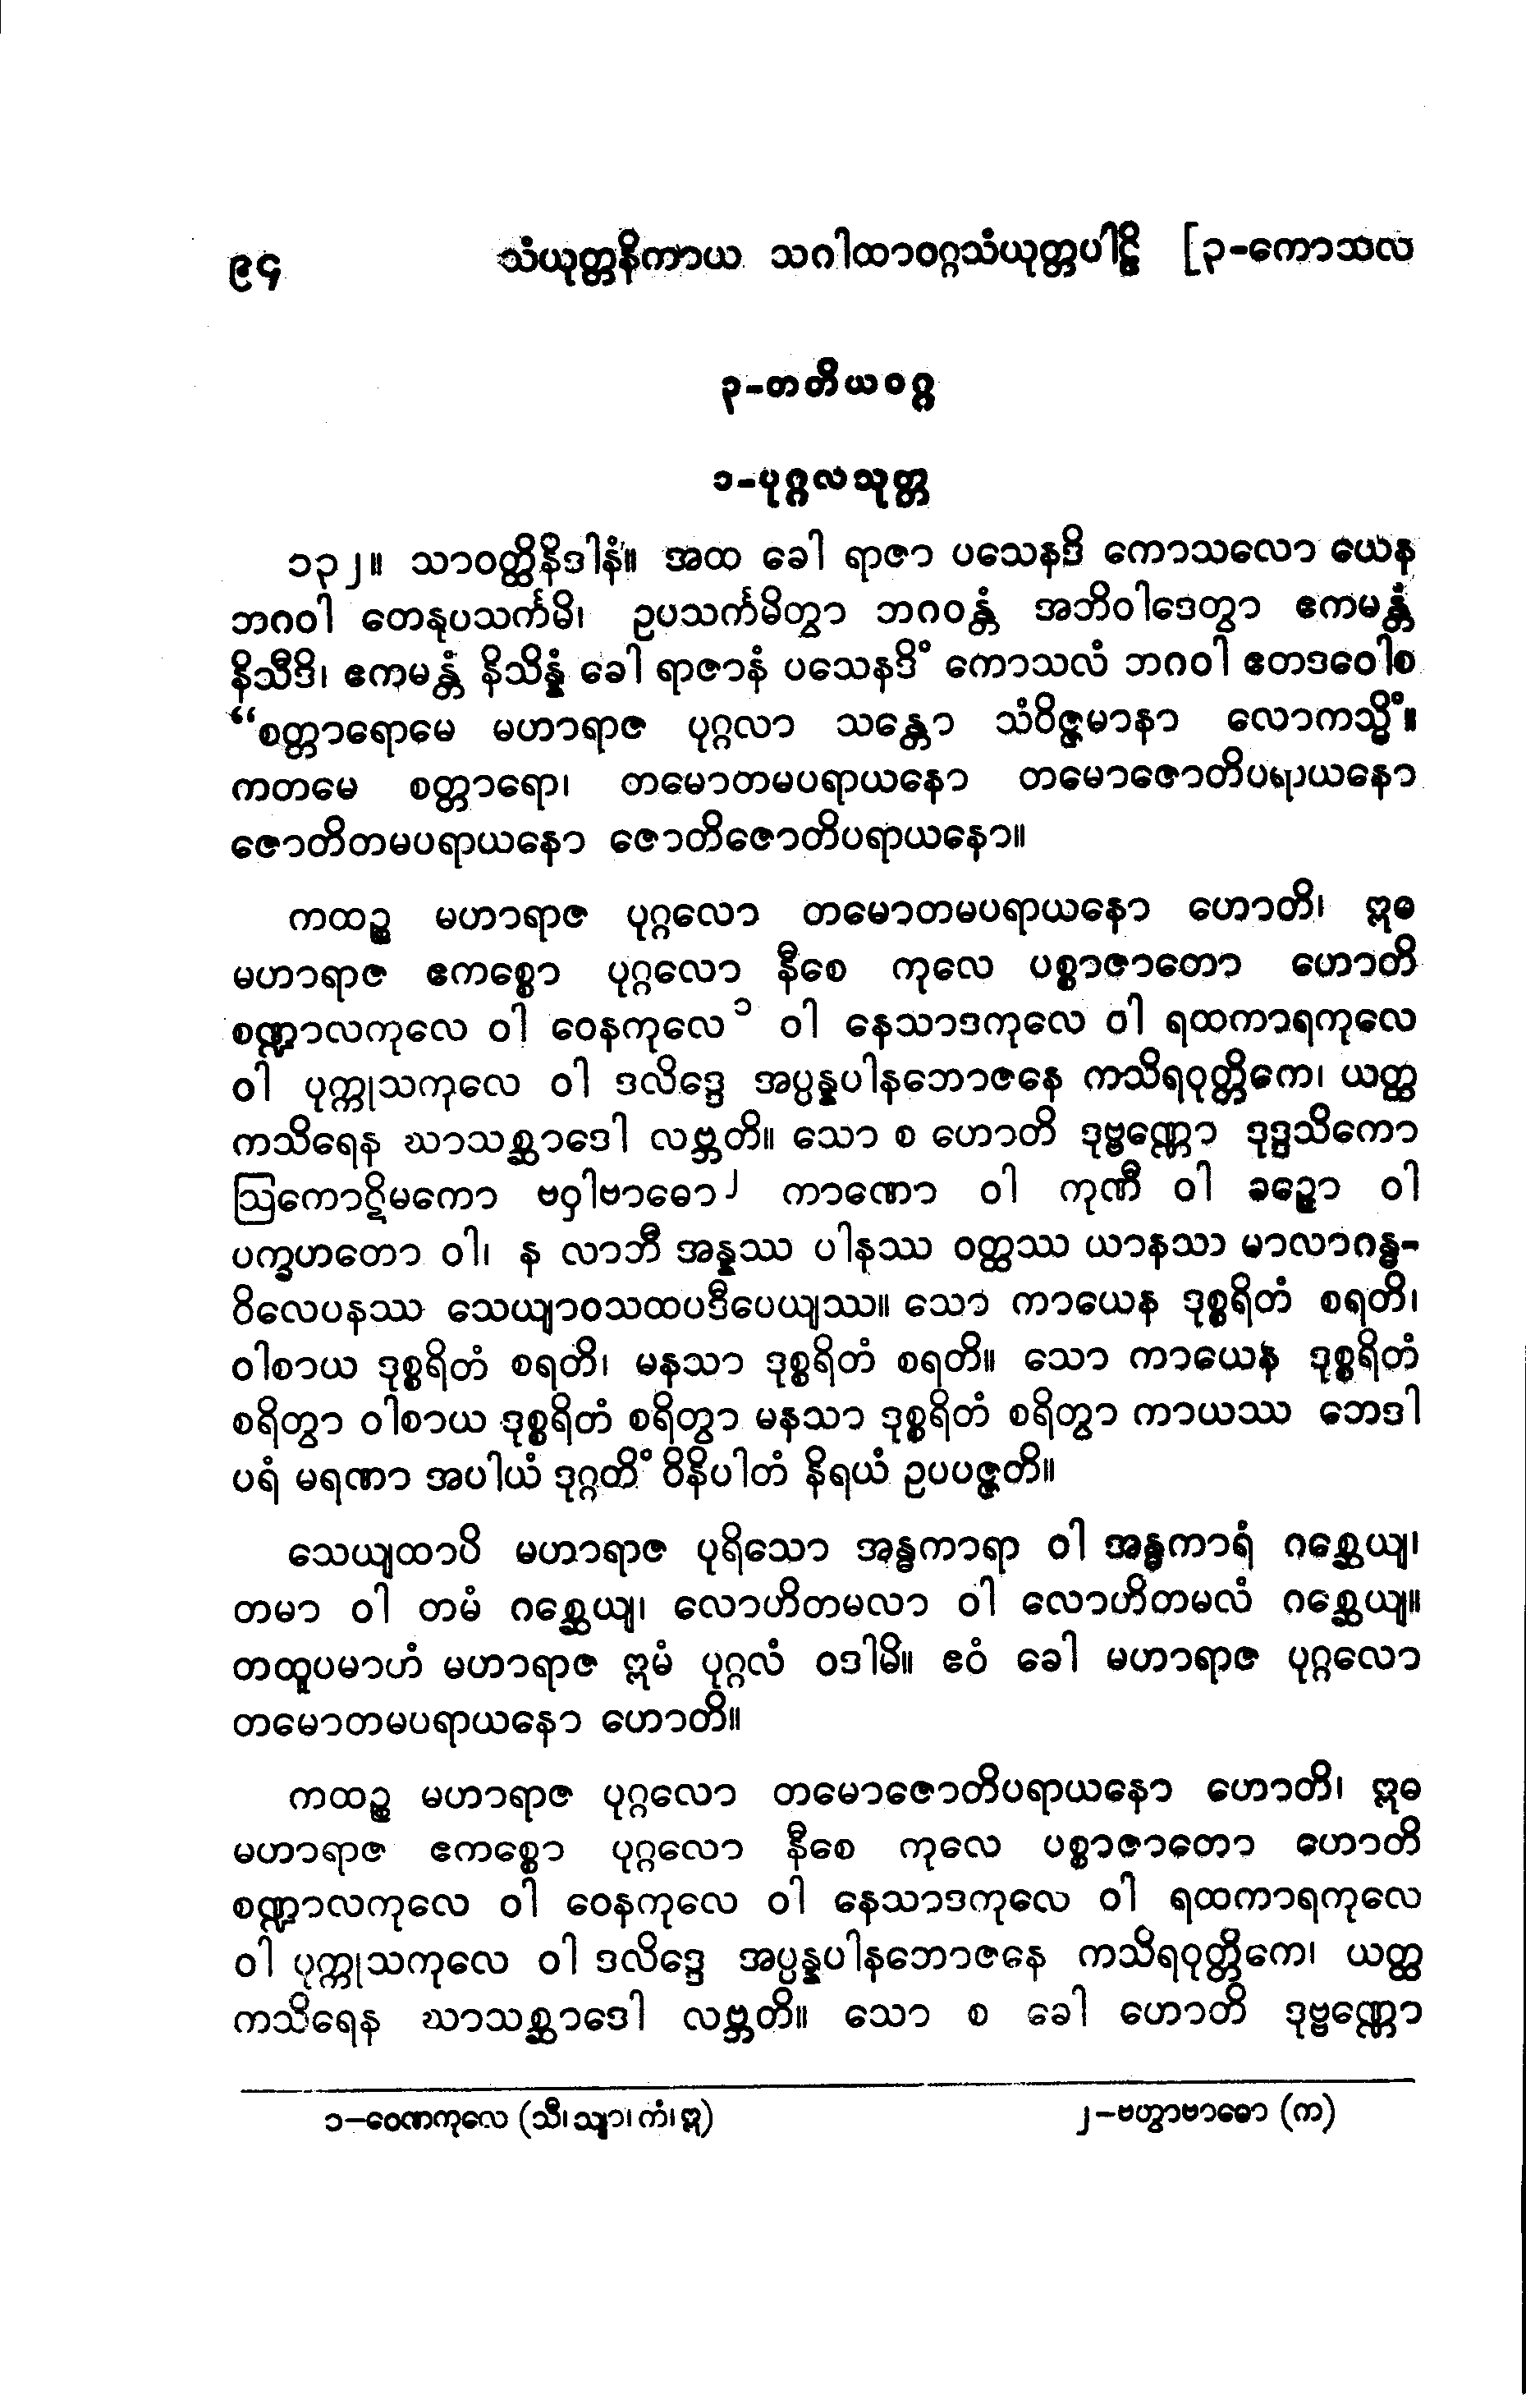 ၉၄ သံယုတ္တနိကာယ သဂါထာဝဂ္ဂသံယုတ္တပါဠိ [၃-ကောသလ
၃-တတိယဝဂ္ဂ
၁-ပုဂ္ဂလသုတ္တ
၁၃၂။ သာဝတ္ထိနိဒါနံ။ အထ ခေါ ရာဇာ ပသေနဒိ ကောသလော ယေန
ဘဂဝါ တေနုပသင်္ကမိ၊ ဥပသင်္ကမိတွာ ဘဂဝန္တံ အဘိဝါဒေတွာ ဧကမန္တံ
နိသီဒိ၊ ဧကမန္တံ နိသိန္နံ ခေါ ရာဇာနံ ပသေနဒိံ ကောသလံ ဘဂဝါ ဧတဒဝေါစ
“စတ္တာရောမေ မဟာရာဇ ပုဂ္ဂလာ သန္တော သံဝိဇ္ဇမာနာ လောကသ္မိံ။
ကတမေ စတ္တာရော၊ တမောတမပရာယနော တမောဇောတိပရာယနော
ဇောတိတမပရာယနော ဇောတိဇောတိပရာယနော။
ကထဉ္စ မဟာရာဇ ပုဂ္ဂလော တမောတမပရာယနော ဟောတိ၊ ဣဓ
မဟာရာဇ ဧကစ္စော ပုဂ္ဂလော နီစေ ကုလေ ပစ္စာဇာတော ဟောတိ
စဏ္ဍာလကုလေ ဝါ ဝေနကုလေ၁ ဝါ နေသာဒကုလေ ဝါ ရထကာရကုလေ
ဝါ ပုက္ကုသကုလေ ဝါ ဒလိဒ္ဒေ အပ္ပန္နပါနဘောဇနေ ကသိရဝုတ္တိကေ၊ ယတ္ထ
ကသိရေန ဃာသစ္ဆာဒေါ လဗ္ဘတိ။ သော စ ဟောတိ ဒုဗ္ဗဏ္ဏော ဒုဒ္ဒသိကော
ဩကောဋိမကော ဗဝှါဗာဓော၂ ကာဏော ဝါ ကုဏီ ဝါ ခဉ္ဇော ဝါ
ပက္ခဟတော ဝါ၊ န လာဘီ အန္နဿ ပါနဿ ဝတ္ထဿ ယာနဿ မာလာဂန္ဓ-
ဝိလေပနဿ သေယျာဝသထပဒီပေယျဿ။ သော ကာယေန ဒုစ္စရိတံ စရတိ၊
ဝါစာယ ဒုစ္စရိတံ စရတိ၊ မနသာ ဒုစ္စရိတံ စရတိ။ သော ကာယေန ဒုစ္စရိတံ
စရိတွာ ဝါစာယ ဒုစ္စရိတံ စရိတွာ မနသာ ဒုစ္စရိတံ စရိတွာ ကာယဿ ဘေဒါ
ပရံ မရဏာ အပါယံ ဒုဂ္ဂတိံ ဝိနိပါတံ နိရယံ ဥပပဇ္ဇတိ။
သေယျထာပိ မဟာရာဇ ပုရိသော အန္ဓကာရာ ဝါ အန္ဓကာရံ ဂစ္ဆေယျ၊
တမာ ဝါ တမံ ဂစ္ဆေယျ၊ လောဟိတမလာ ဝါ လောဟိတမလံ ဂစ္ဆေယျ။
တထူပမာဟံ မဟာရာဇ ဣမံ ပုဂ္ဂလံ ဝဒါမိ။ ဧဝံ ခေါ မဟာရာဇ ပုဂ္ဂလော
တမောတမပရာယနော ဟောတိ။
ကထဉ္စ မဟာရာဇ ပုဂ္ဂလော တမောဇောတိပရာယနော ဟောတိ၊ ဣဓ
မဟာရာဇ ဧကစ္စော ပုဂ္ဂလော နီစေ ကုလေ ပစ္စာဇာတော ဟောတိ
စဏ္ဍာလကုလေ ဝါ ဝေနကုလေ ဝါ နေသာဒကုလေ ဝါ ရထကာရကုလေ
ဝါ ပုက္ကုသကုလေ ဝါ ဒလိဒ္ဒေ အပ္ပန္နပါနဘောဇနေ ကသိရဝုတ္တိကေ၊ ယတ္ထ
ကသိရေန ဃာသစ္ဆာဒေါ လဗ္ဘတိ။ သော စ ခေါ ဟောတိ ဒုဗ္ဗဏ္ဏော
၁-ဝေဏကုလေ (သီ၊ သျာ၊ ကံ၊ ဣ) ၂-ဗဟွာဗာဓော (က)